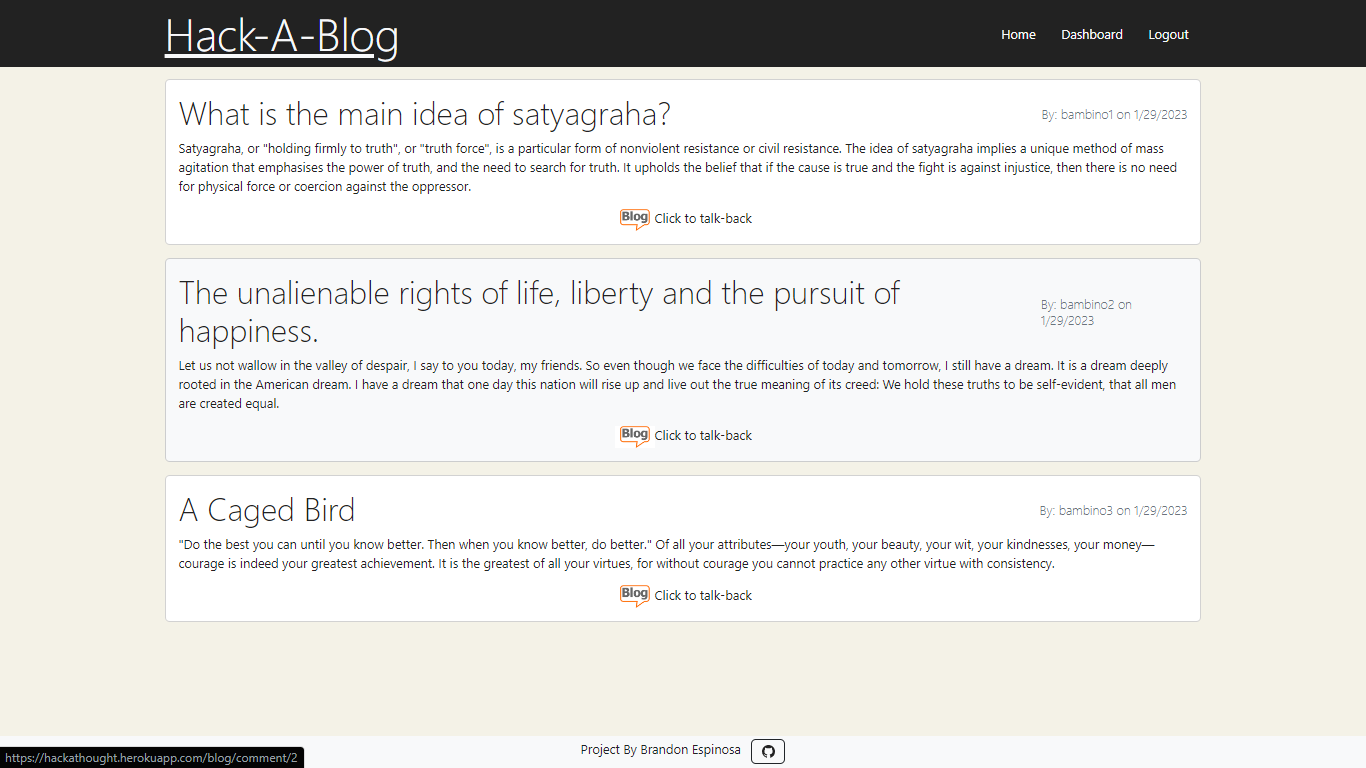 Hack-A-Blog
Home Dashboard Logout
What is the main idea of satyagraha?
By: bambino1 on 1/29/2023
Satyagraha, or "holding firmly to truth", or "truth force", is a particular form of nonviolent resistance or civil resistance. The idea of satyagraha implies a unique method of mass
agitation that emphasises the power of truth, and the need to search for truth. It upholds the belief that if the cause is true and the fight is against injustice, then there is no need
for physical force or coercion against the oppressor.
Blog Click to talk-back
The unalienable rights of life, liberty and the pursuit of
happiness.
By: bambino2 on
1/29/2023
Let us not wallow in the valley of despair, I say to you today, my friends. So even though we face the difficulties of today and tomorrow, I still have a dream. It is a dream deeply
rooted in the American dream. I have a dream that one day this nation will rise up and live out the true meaning of its creed: We hold these truths to be self-evident, that all men
are created equal.
Blog Click to talk-back
A Caged Bird
By: bambino3 on 1/29/2023
"Do the best you can until you know better. Then when you know better, do better." Of all your attributes—your youth, your beauty, your wit, your kindnesses, your money—
courage is indeed your greatest achievement. It is the greatest of all your virtues, for without courage you cannot practice any other virtue with consistency.
Blog Click to talk-back
Project By Brandon Espinosa
https://hackathought.herokuapp.com/blog/comment/2